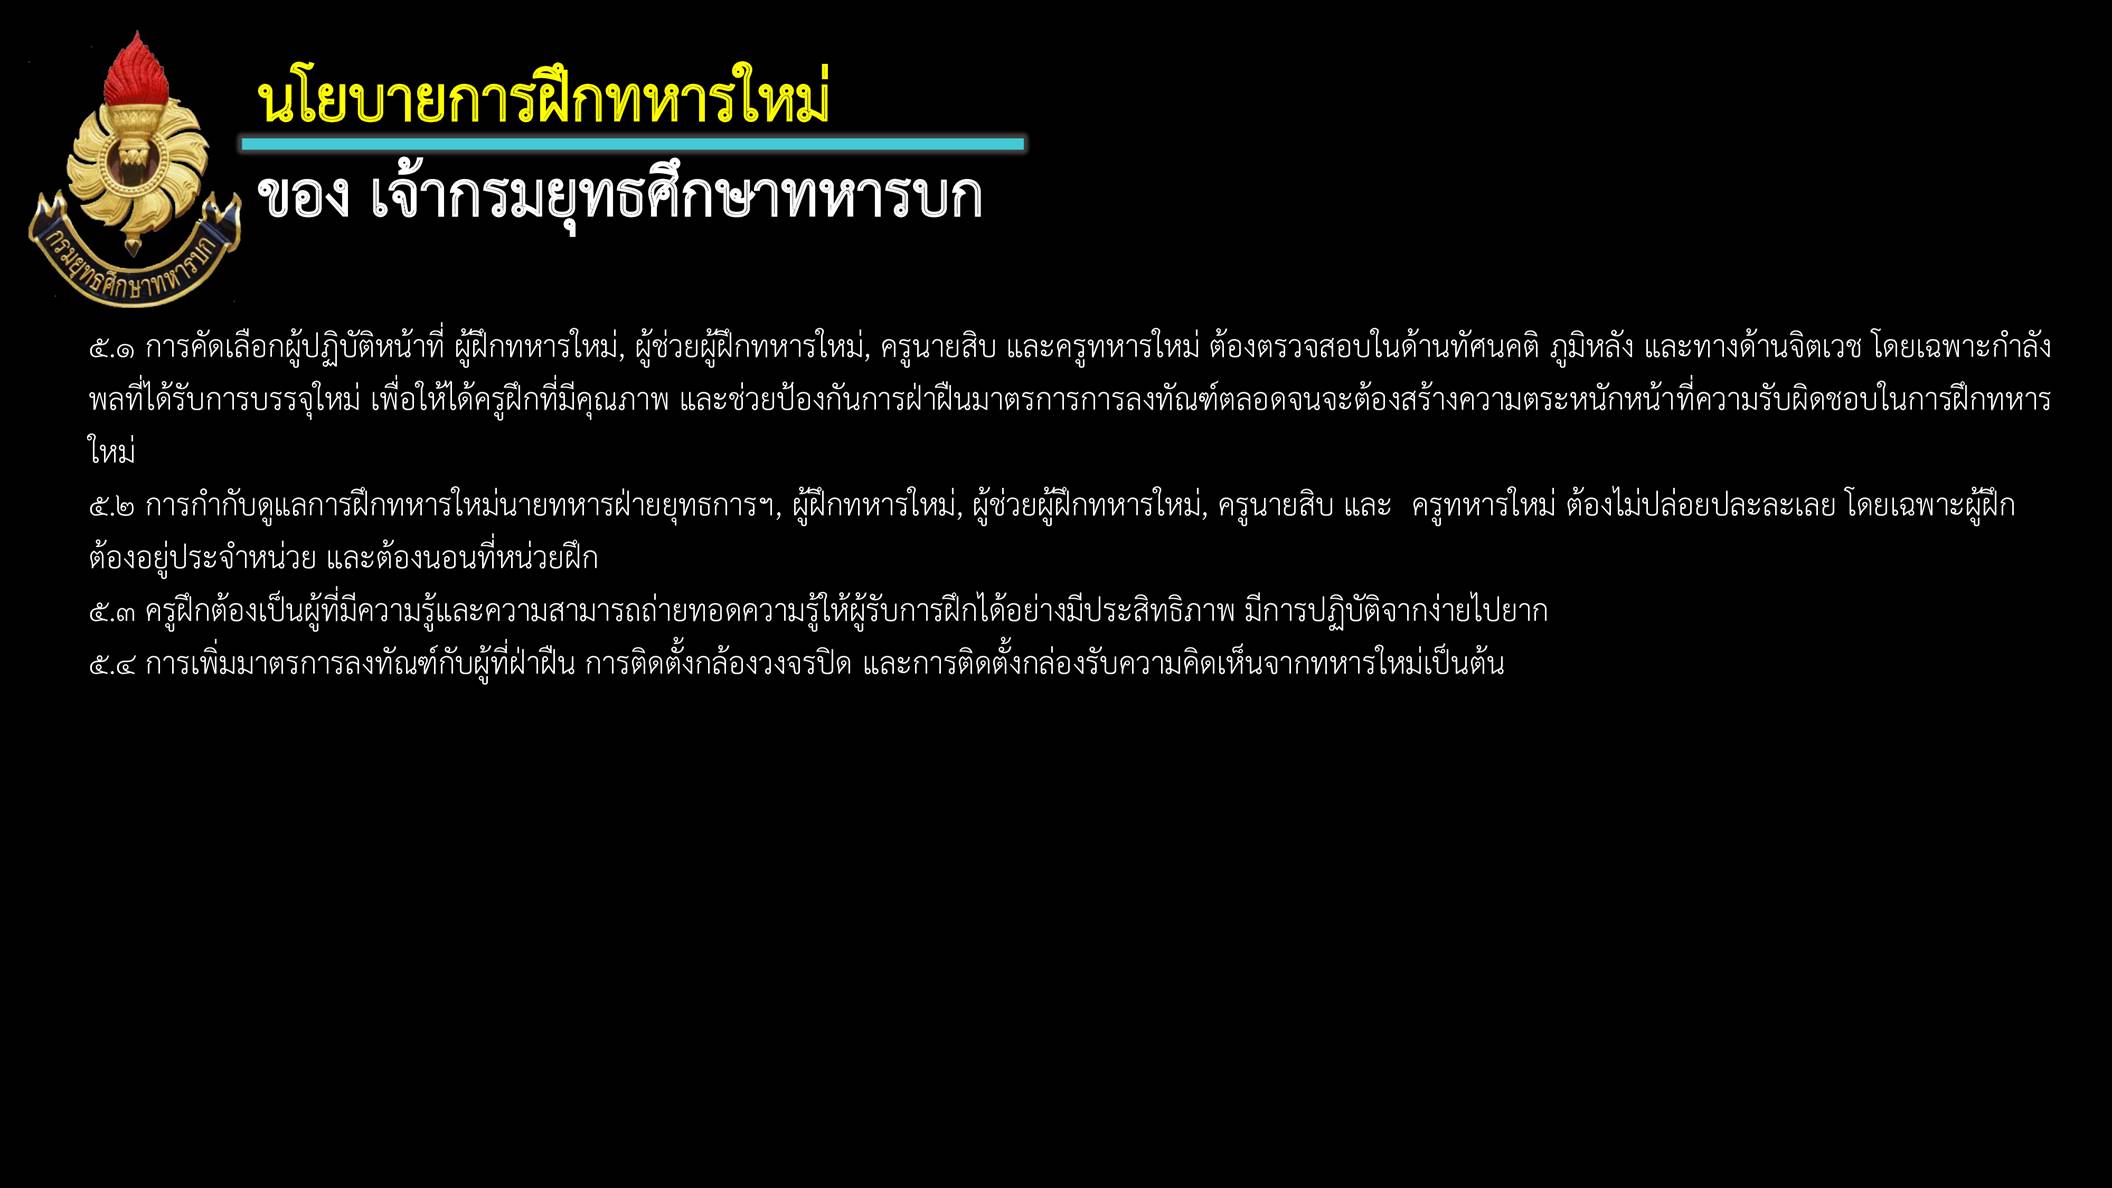 นโยบายการฝึกทหารใหม่
ของ เจ้ากรมยุทธศึกษาทหารบก
กรมยุทธศึกษาทหารบก
๕.๑ การคัดเลือกผู้ปฏิบัติหน้าที่ ผู้ฝึกทหารใหม่, ผู้ช่วยผู้ฝึกทหารใหม่, ครูนายสิบ และครูทหารใหม่ ต้องตรวจสอบในด้านทัศนคติ ภูมิหลัง และทางด้านจิตเวช โดยเฉพาะกำลัง
พลที่ได้รับการบรรจุใหม่ เพื่อให้ได้ครูฝึกที่มีคุณภาพ และช่วยป้องกันการฝ่าฝืนมาตรการการลงทัณฑ์ตลอดจนจะต้องสร้างความตระหนักหน้าที่ความรับผิดชอบในการฝึกทหาร
ใหม่
๕.๒ การกำกับดูแลการฝึกทหารใหม่นายทหารฝ่ายยุทธการฯ, ผู้ฝึกทหารใหม่, ผู้ช่วยผู้ฝึกทหารใหม่, ครูนายสิบ และ  ครูทหารใหม่ ต้องไม่ปล่อยปละละเลย โดยเฉพาะผู้ฝึก
ต้องอยู่ประจำหน่วย และต้องนอนที่หน่วยฝึก
๕.๓ ครูฝึกต้องเป็นผู้ที่มีความรู้และความสามารถถ่ายทอดความรู้ให้ผู้รับการฝึกได้อย่างมีประสิทธิภาพ มีการปฏิบัติจากง่ายไปยาก
๕.๔ การเพิ่มมาตรการลงทัณฑ์กับผู้ที่ฝ่าฝืน การติดตั้งกล้องวงจรปิด และการติดตั้งกล่องรับความคิดเห็นจากทหารใหม่เป็นต้น